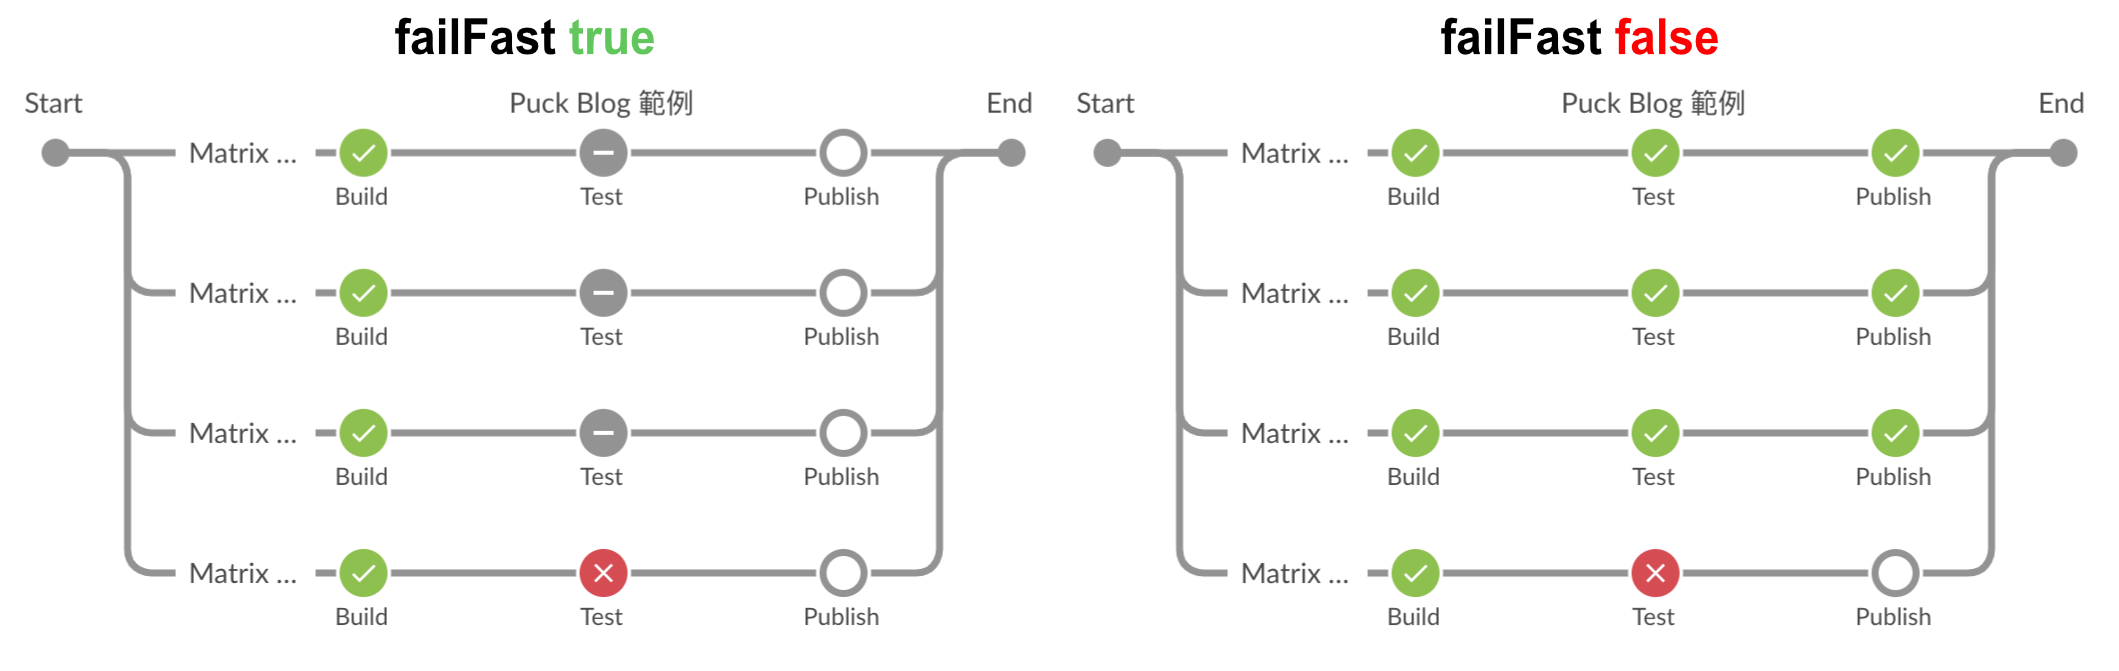 failFast true
Start
Puck Blog 範例
End
Matrix ...
Build
Test
Publish
Matrix ...
Build
Test
Publish
Matrix ...
Build
Test
Publish
Matrix ...
Build
Test
Publish
failFast false
Start
Puck Blog 範例
End
Matrix ...
Build
Test
Publish
Matrix ...
Build
Test
Publish
Matrix ...
Build
Test
Publish
Matrix ...
Build
Test
Publish